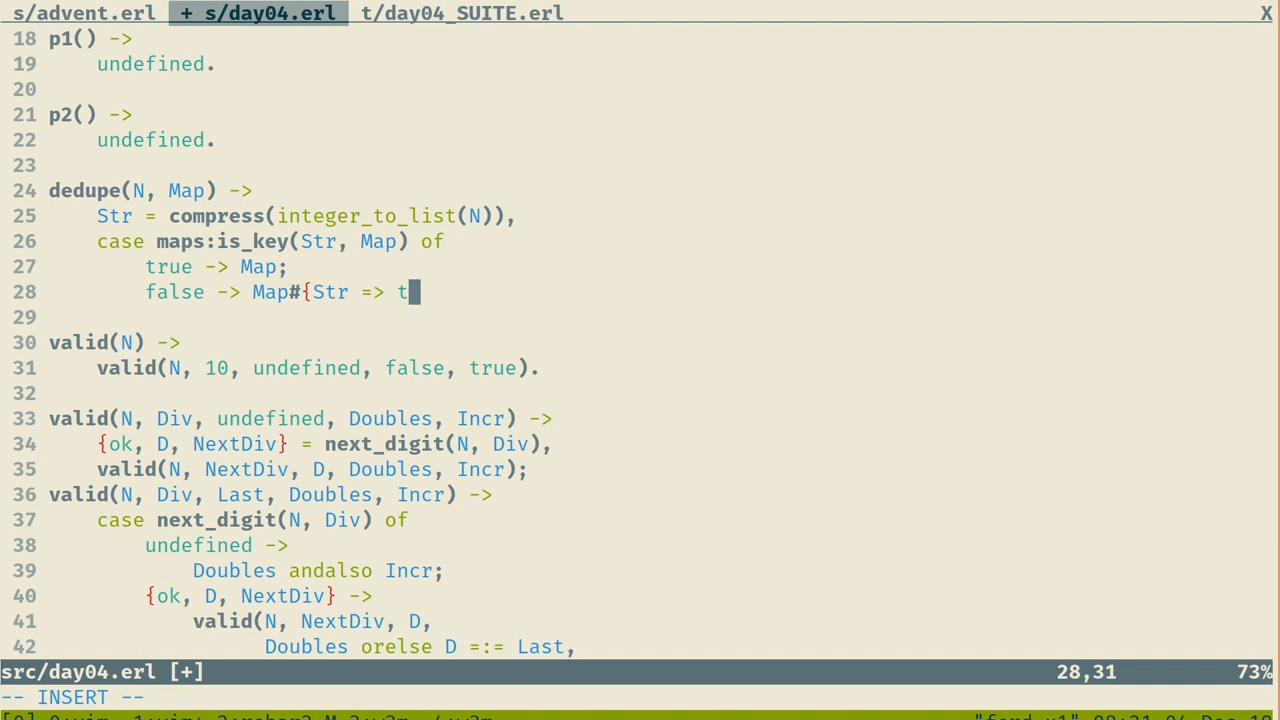 s/advent.erl + s/day04.erl t/day04_SUITE.erl X
18 p1() ->
19 undefined.
20
21 p2() ->
22 undefined.
23
24 dedupe(N, Map) ->
25 Str = compress(integer_to_list(N)),
26 case maps:is_key(Str, Map) of
27 true -> Map;
28 false -> Map#{Str => t
29
30 valid(N) ->
31 valid(N, 10, undefined, false, true).
32
33 valid(N, Div, undefined, Doubles, Incr) ->
34 {ok, D, NextDiv} = next_digit(N, Div),
35 valid(N, NextDiv, D, Doubles, Incr);
36 valid(N, Div, Last, Doubles, Incr) ->
37 case next_digit(N, Div) of
38 undefined ->
39 Doubles andalso Incr;
40 {ok, D, NextDiv} ->
41 valid(N, NextDiv, D,
42 Doubles orelse D =:= Last,
src/day04.erl [+] 28,31 73%
-- INSERT --